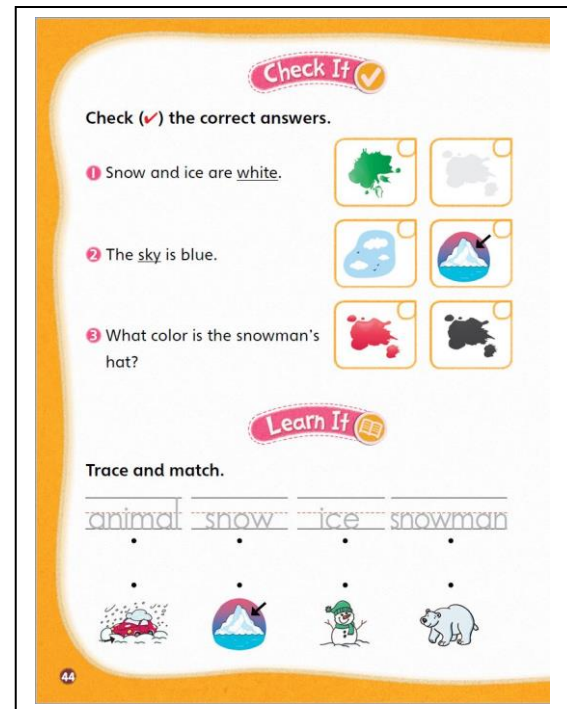 Check It
Check (✔) the correct answers.
1 Snow and ice are white.
2 The sky is blue.
3 What color is the snowman's
hat?
Learn It
Trace and match.
animal snow ice snowman
44